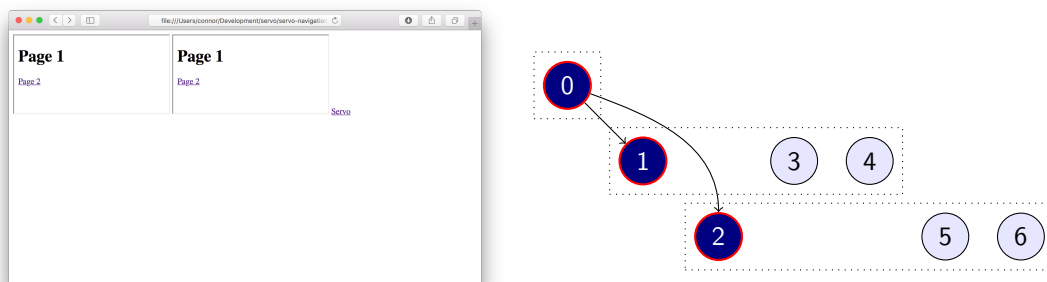 file:///Users/connor/Development/servo/servo-navigation
Page 1
Page 2
Page 1
Page 2
Servo
0
1
3
4
2
5
6